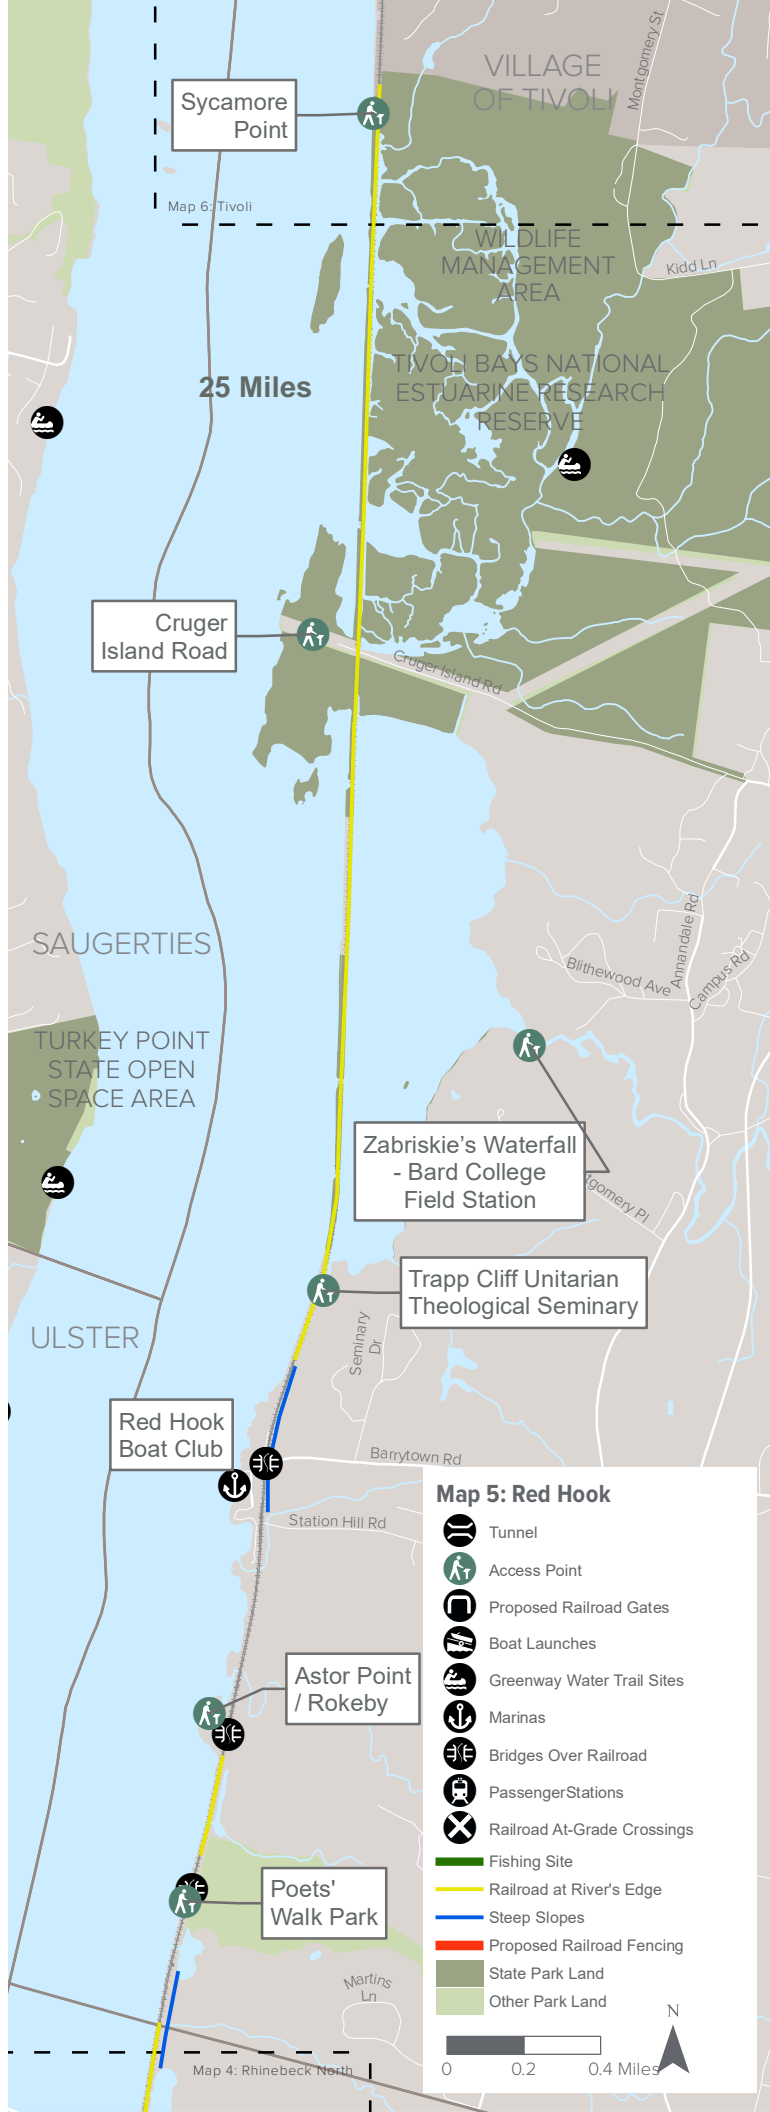 VILLAGE
OF TIVOLI
Montgomery St
Sycamore
Point
Map 6: Tivoli
WILDLIFE
MANAGEMENT
AREA
Kidd Ln
25 Miles
TIVOLI BAYS NATIONAL
ESTUARINE RESEARCH
RESERVE
Cruger
Island Road
Cruger Island Rd
SAUGERTIES
Annandale Rd
Blithewood Ave
Campus Rd
TURKEY POINT
STATE OPEN
SPACE AREA
Zabriskie's Waterfall
- Bard College
Field Station
tgomery Pl
Trapp Cliff Unitarian
Theological Seminary
ULSTER
Seminary
Dr
Red Hook
Boat Club
Barrytown Rd
Station Hill Rd
Astor Point
/ Rokeby
Poets'
Walk Park
Martins
Ln
Map 4: Rhinebeck North
Map 5: Red Hook
Tunnel
Access Point
Proposed Railroad Gates
Boat Launches
Greenway Water Trail Sites
Marinas
Bridges Over Railroad
PassengerStations
Railroad At-Grade Crossings
Fishing Site
Railroad at River's Edge
Steep Slopes
Proposed Railroad Fencing
State Park Land
Other Park Land
N
0 0.2 0.4 Miles